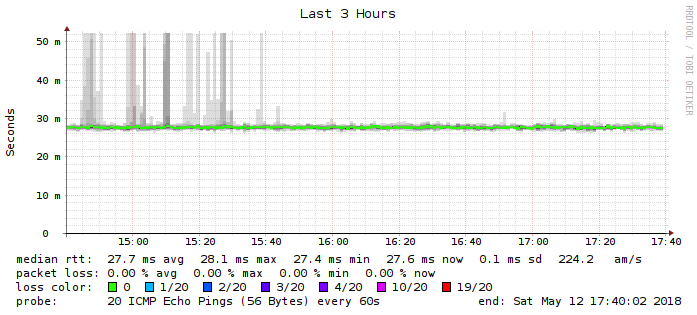 Last 3 Hours
RRDTOOL / TOBI OETIKER
Seconds
50 m
40 m
30 m
20 m
10 m
0
15:00 15:20 15:40 16:00 16:20 16:40 17:00 17:20 17:40
median rtt: 27.7 ms avg 28.1 ms max 27.4 ms min 27.6 ms now 0.1 ms sd 224.2 am/s
packet loss: 0.00 % avg 0.00 % max 0.00 % min 0.00 % now
loss color: 0 1/20 2/20 3/20 4/20 10/20 19/20
probe: 20 ICMP Echo Pings (56 Bytes) every 60s end: Sat May 12 17:40:02 2018